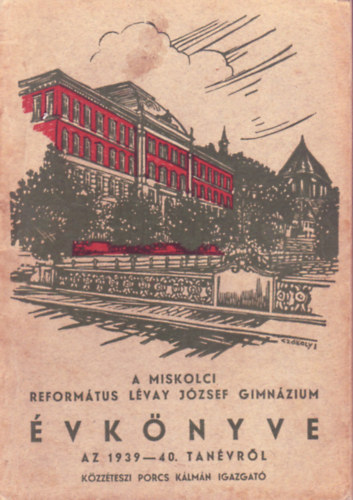 A MISKOLCI
REFORMÁTUS LÉVAY JÓZSEF GIMNÁZIUM
ÉVKÖNYVE
AZ 1939—40. TANÉVRŐL
KÖZZÉTESZI PORCS KÁLMÁN IGAZGATÓ